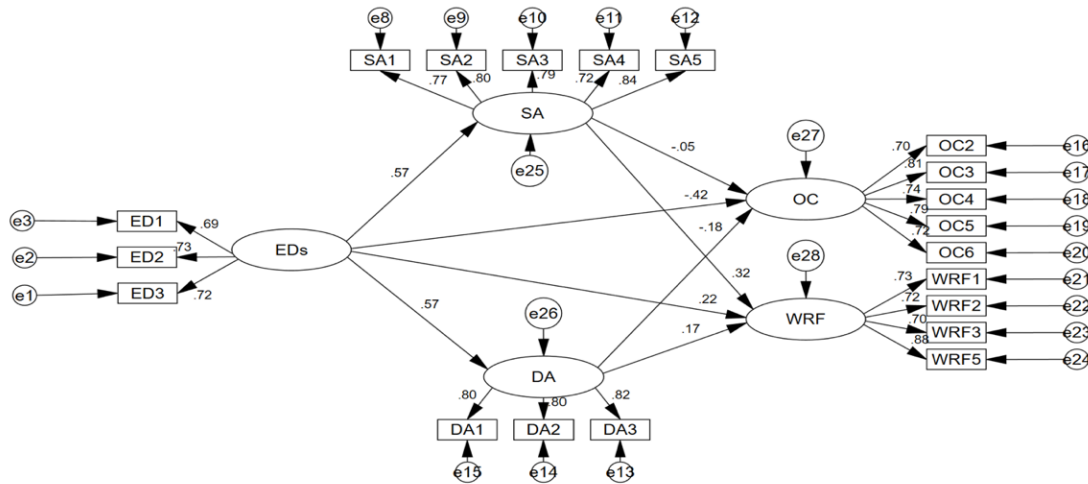 e8 e9 e10 e11 e12
SA1 SA2 SA3 SA4 SA5
.77 .80 .79 .72 .84
SA
e25
.57
-.05
-.42
-.18
.32
.22
.17
.57
e3 ED1 .69
e2 ED2 .73
e1 ED3 .72
EDs
e27
OC
.70 OC2 e16
.81 OC3 e17
.74 OC4 e18
.79 OC5 e19
.72 OC6 e20
e28
WRF
.73 WRF1 e21
.72 WRF2 e22
.70 WRF3 e23
.88 WRF5 e24
e26
DA
.80 .80 .82
DA1 DA2 DA3
e15 e14 e13